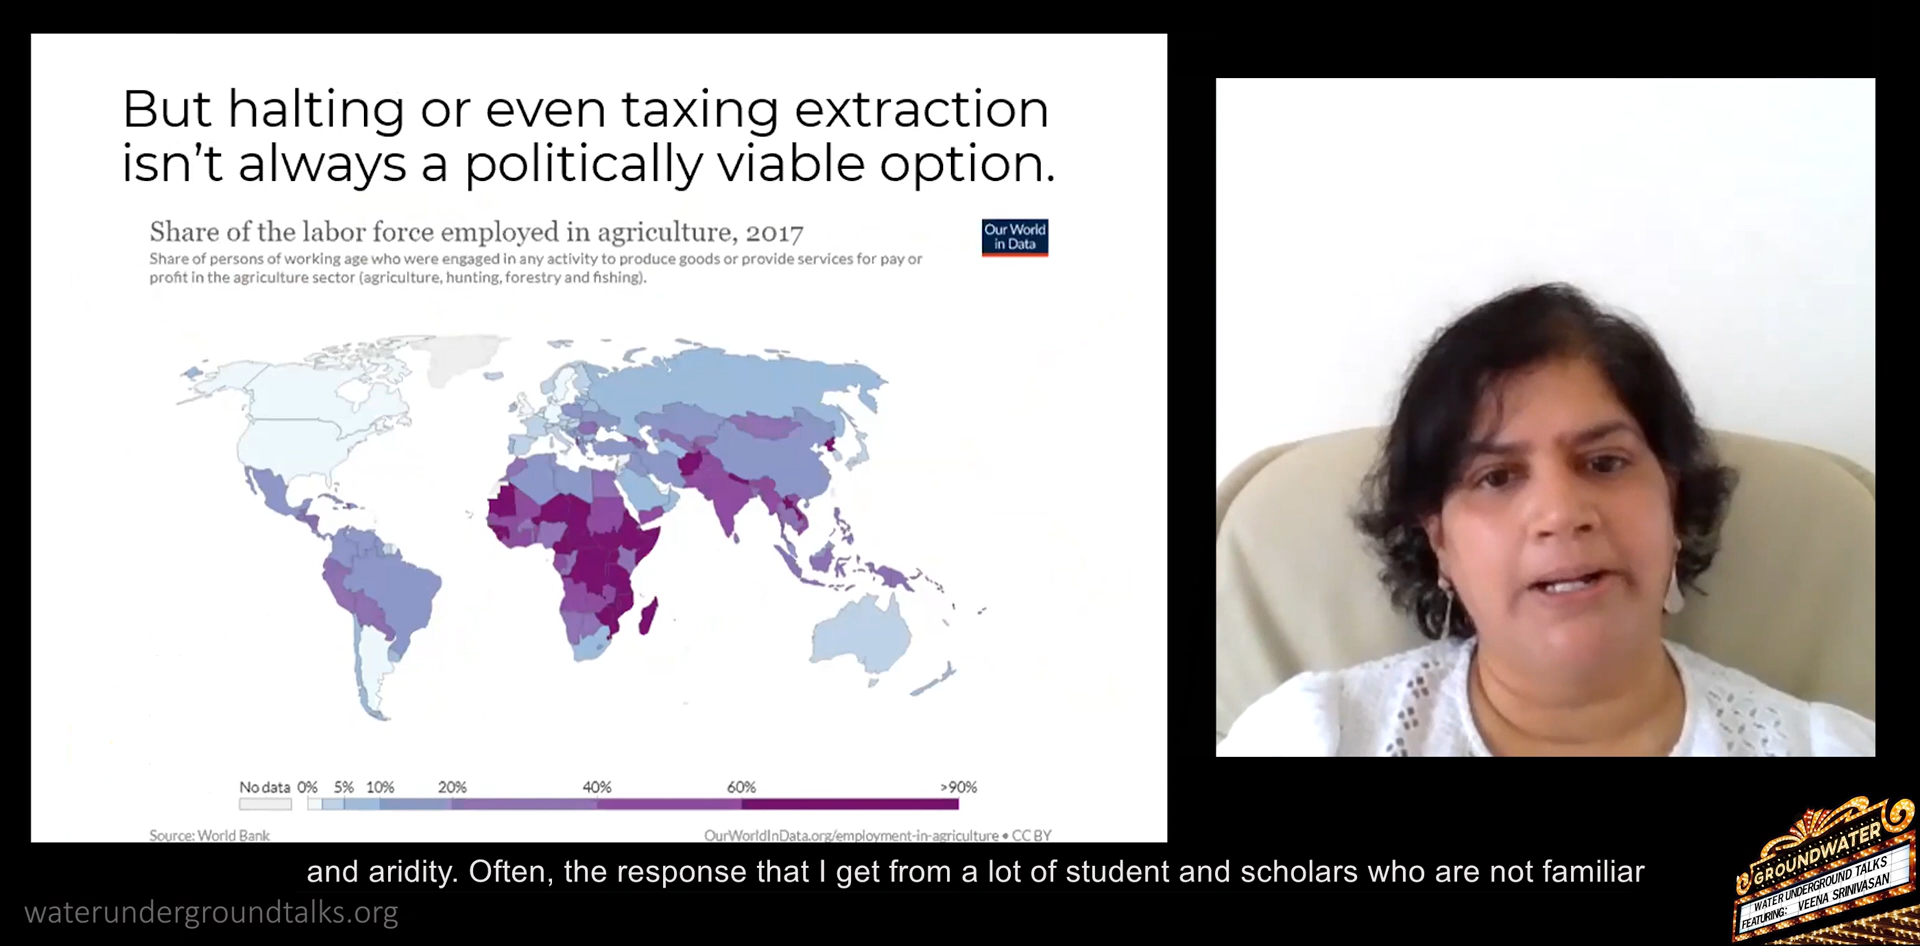 But halting or even taxing extraction
isn't always a politically viable option.
Share of the labor force employed in agriculture, 2017
Our World
in Data
Share of persons of working age who were engaged in any activity to produce goods or provide services for pay or
profit in the agriculture sector (agriculture, hunting, forestry and fishing).
No data 0% 5% 10% 20% 40% 60% >90%
Source: World Bank
OurWorldInData.org/employment-in-agriculture • CC BY
and aridity. Often, the response that I get from a lot of student and scholars who are not familiar
waterundergroundtalks.org
GROUNDWATER
WATER UNDERGROUND TALKS
FEATURING: VEENA SRINIVASAN